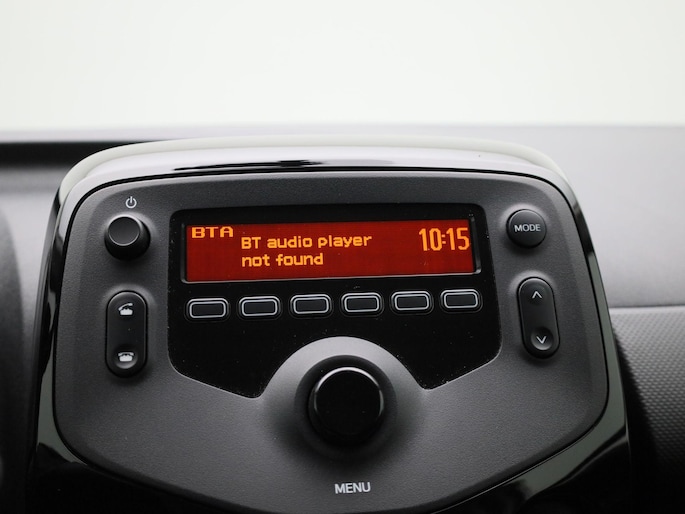 BTA
BT audio player
not found
10:15
MODE
MENU